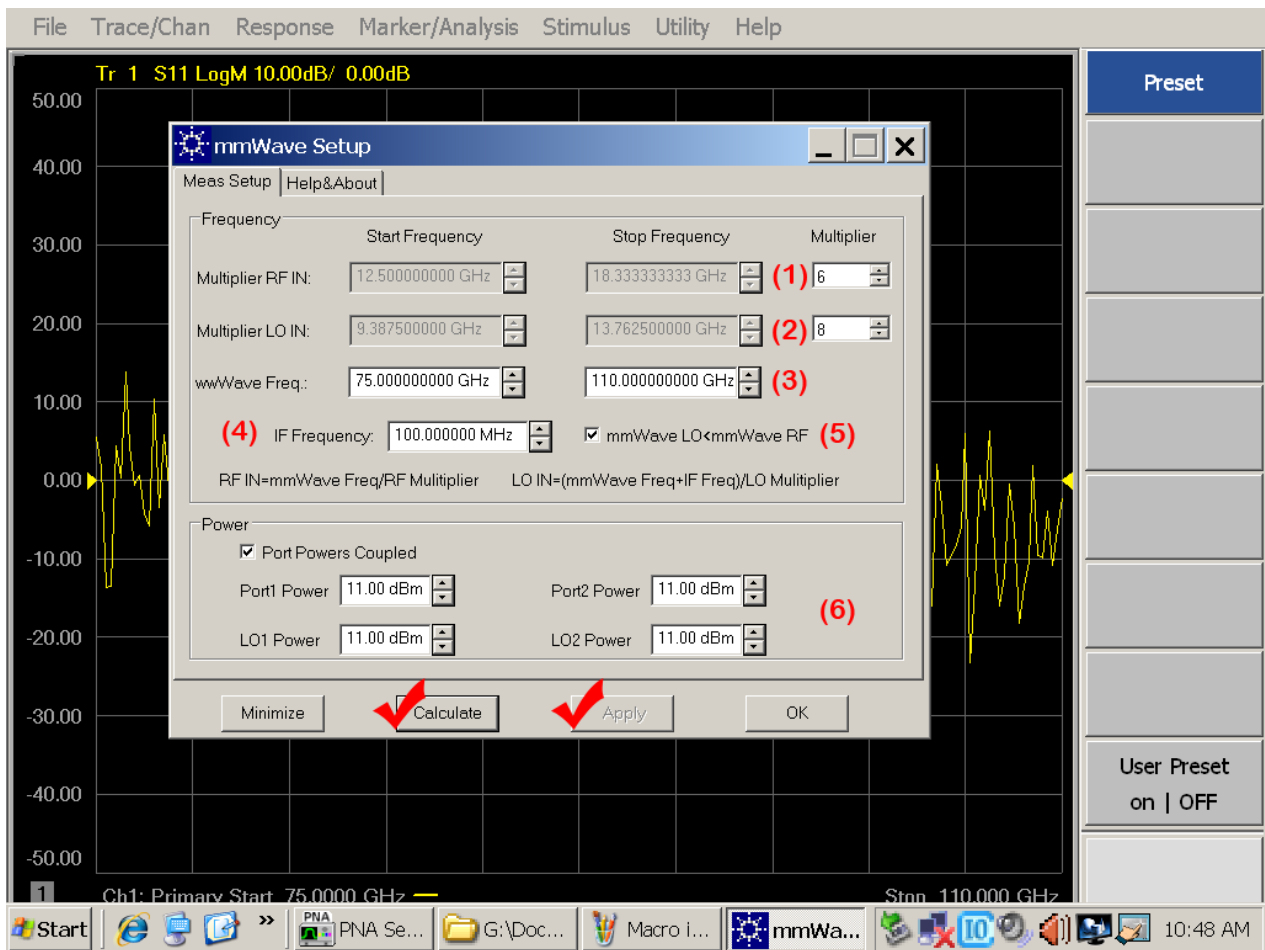 File Trace/Chan Response Marker/Analysis Stimulus Utility Help
Tr 1 S11 LogM 10.00dB/ 0.00dB
Preset
50.00
40.00
30.00
20.00
10.00
0.00
-10.00
-20.00
-30.00
-40.00
-50.00
mmWave Setup
Meas Setup Help&About
Frequency
Start Frequency Stop Frequency Multiplier
Multiplier RF IN: 12.500000000 GHz 18.333333333 GHz (1) 6
Multiplier LO IN: 9.387500000 GHz 13.762500000 GHz (2) 8
wwWave Freq.: 75.000000000 GHz 110.000000000 GHz (3)
(4) IF Frequency: 100.000000 MHz mmWave LO<mmWave RF (5)
RF IN=mmWave Freq/RF Mulitiplier LO IN=(mmWave Freq+IF Freq)/LO Mulitiplier
Power
Port Powers Coupled
Port1 Power 11.00 dBm Port2 Power 11.00 dBm (6)
LO1 Power 11.00 dBm LO2 Power 11.00 dBm
Minimize Calculate Apply OK
User Preset
on | OFF
1 Ch1: Primary Start 75.0000 GHz Stop 110.000 GHz
Start » PNA PNA Se... G:\Doc... Macro i... mmWa... IO 10:48 AM